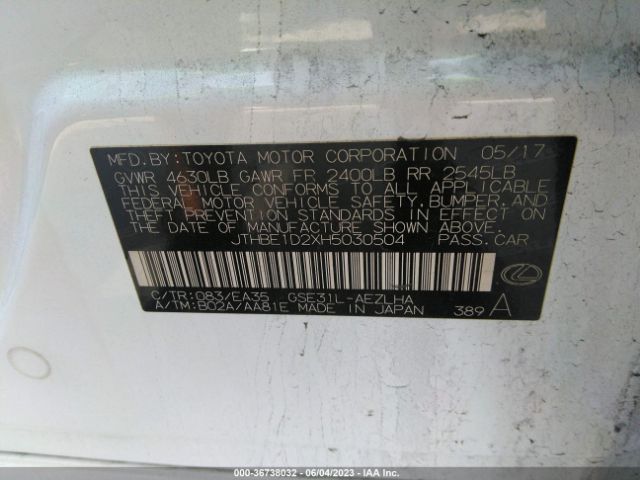 MFD. BY: TOYOTA MOTOR CORPORATION 05/17
GVWR 4630LB GAWR FR 2400LB RR 2545LB
THIS VEHICLE CONFORMS TO ALL APPLICABLE
FEDERAL MOTOR VEHICLE SAFETY, BUMPER, AND
THEFT PREVENTION STANDARDS IN EFFECT ON
THE DATE OF MANUFACTURE SHOWN ABOVE.
JTHBE1D2XH5030504 PASS. CAR
C/TR: 083/EA35 GSE31L-AEZLHA
A/TM: B02A/AA81E MADE IN JAPAN 389 A
000-36738032 - 06/04/2023 - IAA Inc.